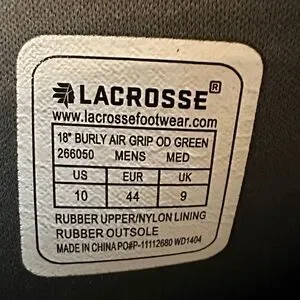 LACROSSE®
www.lacrossefootwear.com
18" BURLY AIR GRIP OD GREEN
266050 MENS MED
US EUR UK
10 44 9
RUBBER UPPER/NYLON LINING
RUBBER OUTSOLE
MADE IN CHINA PO#P-11112680 WD1404